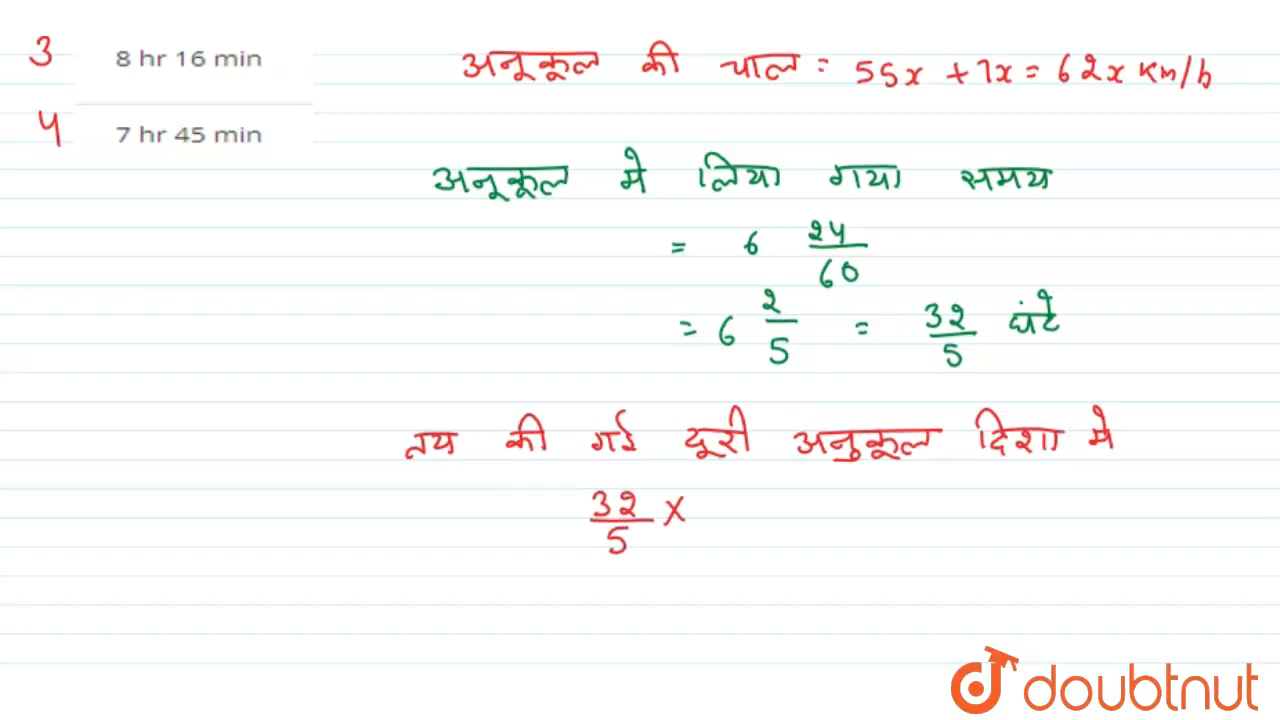 3 8 hr 16 min
4 7 hr 45 min
अनूकूल की चाल = 55x + 7x = 62x Km/h
अनूकूल मे लिया गया समय
= 6 24/60
= 6 2/5 = 32/5 घंटे
तय की गई दूरी अनुकूल दिशा मे
32/5 ×
doubtnut